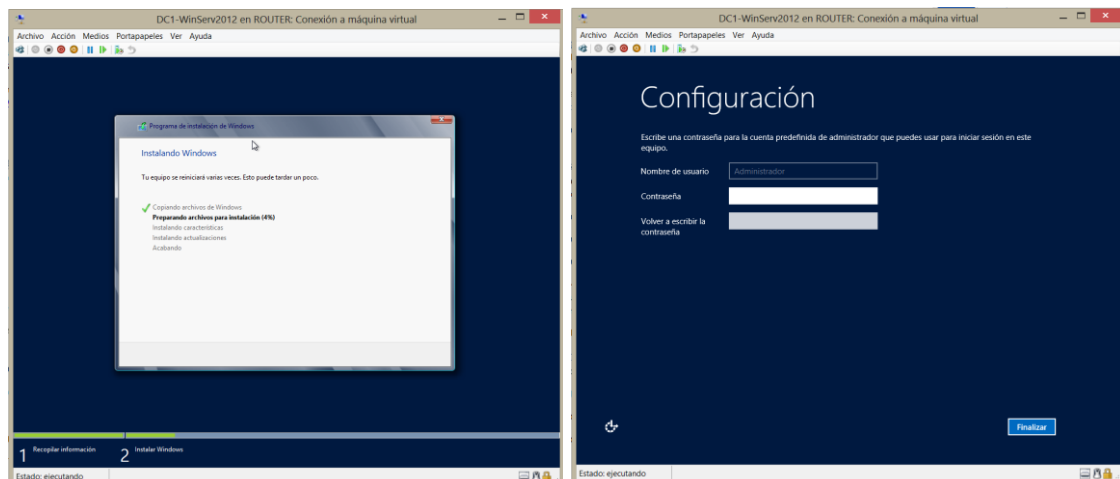 DC1-WinServ2012 en ROUTER: Conexión a máquina virtual
Archivo Acción Medios Portapapeles Ver Ayuda
Programa de instalación de Windows
Instalando Windows
Tu equipo se reiniciará varias veces. Esto puede tardar un poco.
Copiando archivos de Windows
Preparando archivos para instalación (4%)
Instalando características
Instalando actualizaciones
Acabando
1 Recopilar información 2 Instalar Windows
Estado: ejecutando
DC1-WinServ2012 en ROUTER: Conexión a máquina virtual
Archivo Acción Medios Portapapeles Ver Ayuda
Configuración
Escribe una contraseña para la cuenta predefinida de administrador que puedes usar para iniciar sesión en este
equipo.
Nombre de usuario Administrador
Contraseña
Volver a escribir la
contraseña
Finalizar
Estado: ejecutando